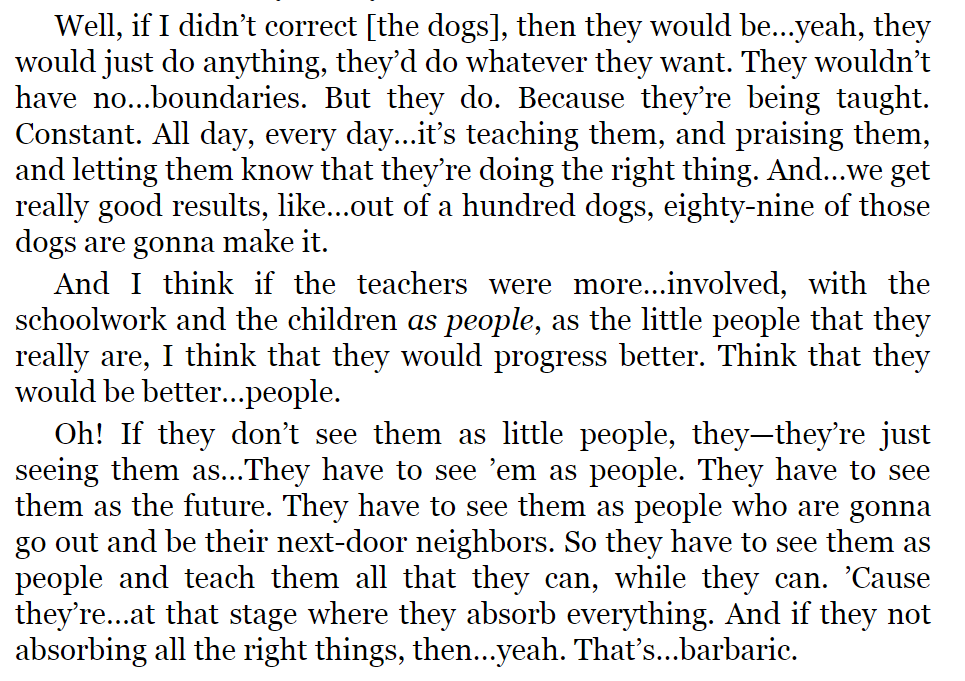 Well, if I didn’t correct [the dogs], then they would be…yeah, they
would just do anything, they’d do whatever they want. They wouldn’t
have no…boundaries. But they do. Because they’re being taught.
Constant. All day, every day…it’s teaching them, and praising them,
and letting them know that they’re doing the right thing. And…we get
really good results, like…out of a hundred dogs, eighty-nine of those
dogs are gonna make it.
And I think if the teachers were more…involved, with the
schoolwork and the children as people, as the little people that they
really are, I think that they would progress better. Think that they
would be better…people.
Oh! If they don’t see them as little people, they—they’re just
seeing them as…They have to see ’em as people. They have to see
them as the future. They have to see them as people who are gonna
go out and be their next-door neighbors. So they have to see them as
people and teach them all that they can, while they can. ’Cause
they’re…at that stage where they absorb everything. And if they not
absorbing all the right things, then…yeah. That’s…barbaric.